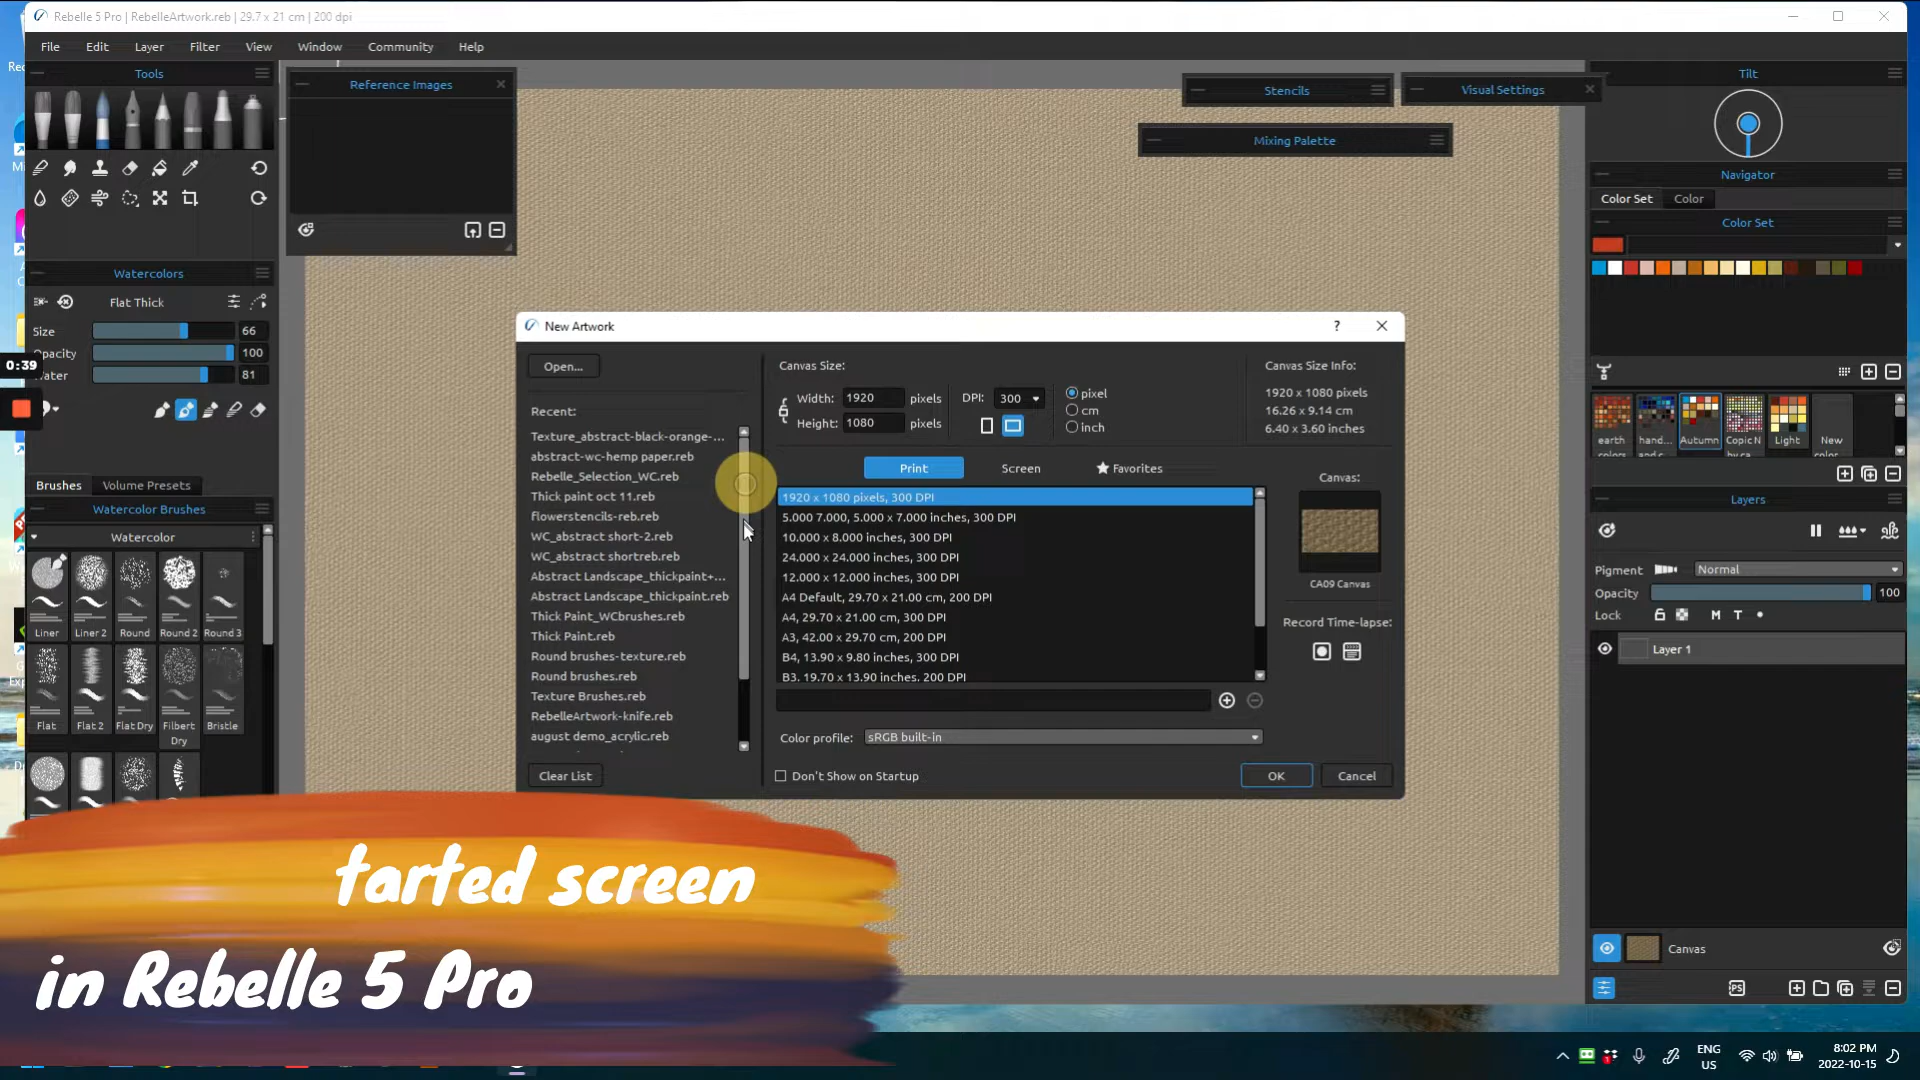 Rebelle 5 Pro | RebelleArtwork.reb | 29.7 x 21 cm | 200 dpi
File Edit Layer Filter View Window Community Help
Tools
Reference Images
Stencils
Visual Settings
Mixing Palette
Tilt
Navigator
Color Set Color
Color Set
Watercolors
Flat Thick
Size 66
Opacity 100
Water 81
0:39
Brushes Volume Presets
Watercolor Brushes
Watercolor
Liner Liner 2 Round Round 2 Round 3
Flat Flat 2 Flat Dry Filbert Dry Bristle
New Artwork
?
Open...
Recent:
Texture_abstract-black-orange-...
abstract-wc-hemp paper.reb
Rebelle_Selection_WC.reb
Thick paint oct 11.reb
flowerstencils-reb.reb
WC_abstract short-2.reb
WC_abstract shortreb.reb
Abstract Landscape_thickpaint+...
Abstract Landscape_thickpaint.reb
Thick Paint_WCbrushes.reb
Thick Paint.reb
Round brushes-texture.reb
Round brushes.reb
Texture Brushes.reb
RebelleArtwork-knife.reb
august demo_acrylic.reb
Clear List
Canvas Size:
Width: 1920 pixels
Height: 1080 pixels
DPI: 300
pixel
cm
inch
Canvas Size Info:
1920 x 1080 pixels
16.26 x 9.14 cm
6.40 x 3.60 inches
Print Screen Favorites
1920 x 1080 pixels, 300 DPI
5.000 7.000, 5.000 x 7.000 inches, 300 DPI
10.000 x 8.000 inches, 300 DPI
24.000 x 24.000 inches, 300 DPI
12.000 x 12.000 inches, 300 DPI
A4 Default, 29.70 x 21.00 cm, 200 DPI
A4, 29.70 x 21.00 cm, 300 DPI
A3, 42.00 x 29.70 cm, 200 DPI
B4, 13.90 x 9.80 inches, 300 DPI
B3, 19.70 x 13.90 inches, 200 DPI
Color profile: sRGB built-in
Don't Show on Startup
OK Cancel
Canvas:
CA09 Canvas
Record Time-lapse:
earth colors
hand... and c...
Autumn
Copic N by ca...
Light
New color
Layers
Pigment Normal
Opacity 100
Lock M T
Layer 1
Canvas
PS
tarted screen
in Rebelle 5 Pro
ENG
US
8:02 PM
2022-10-15